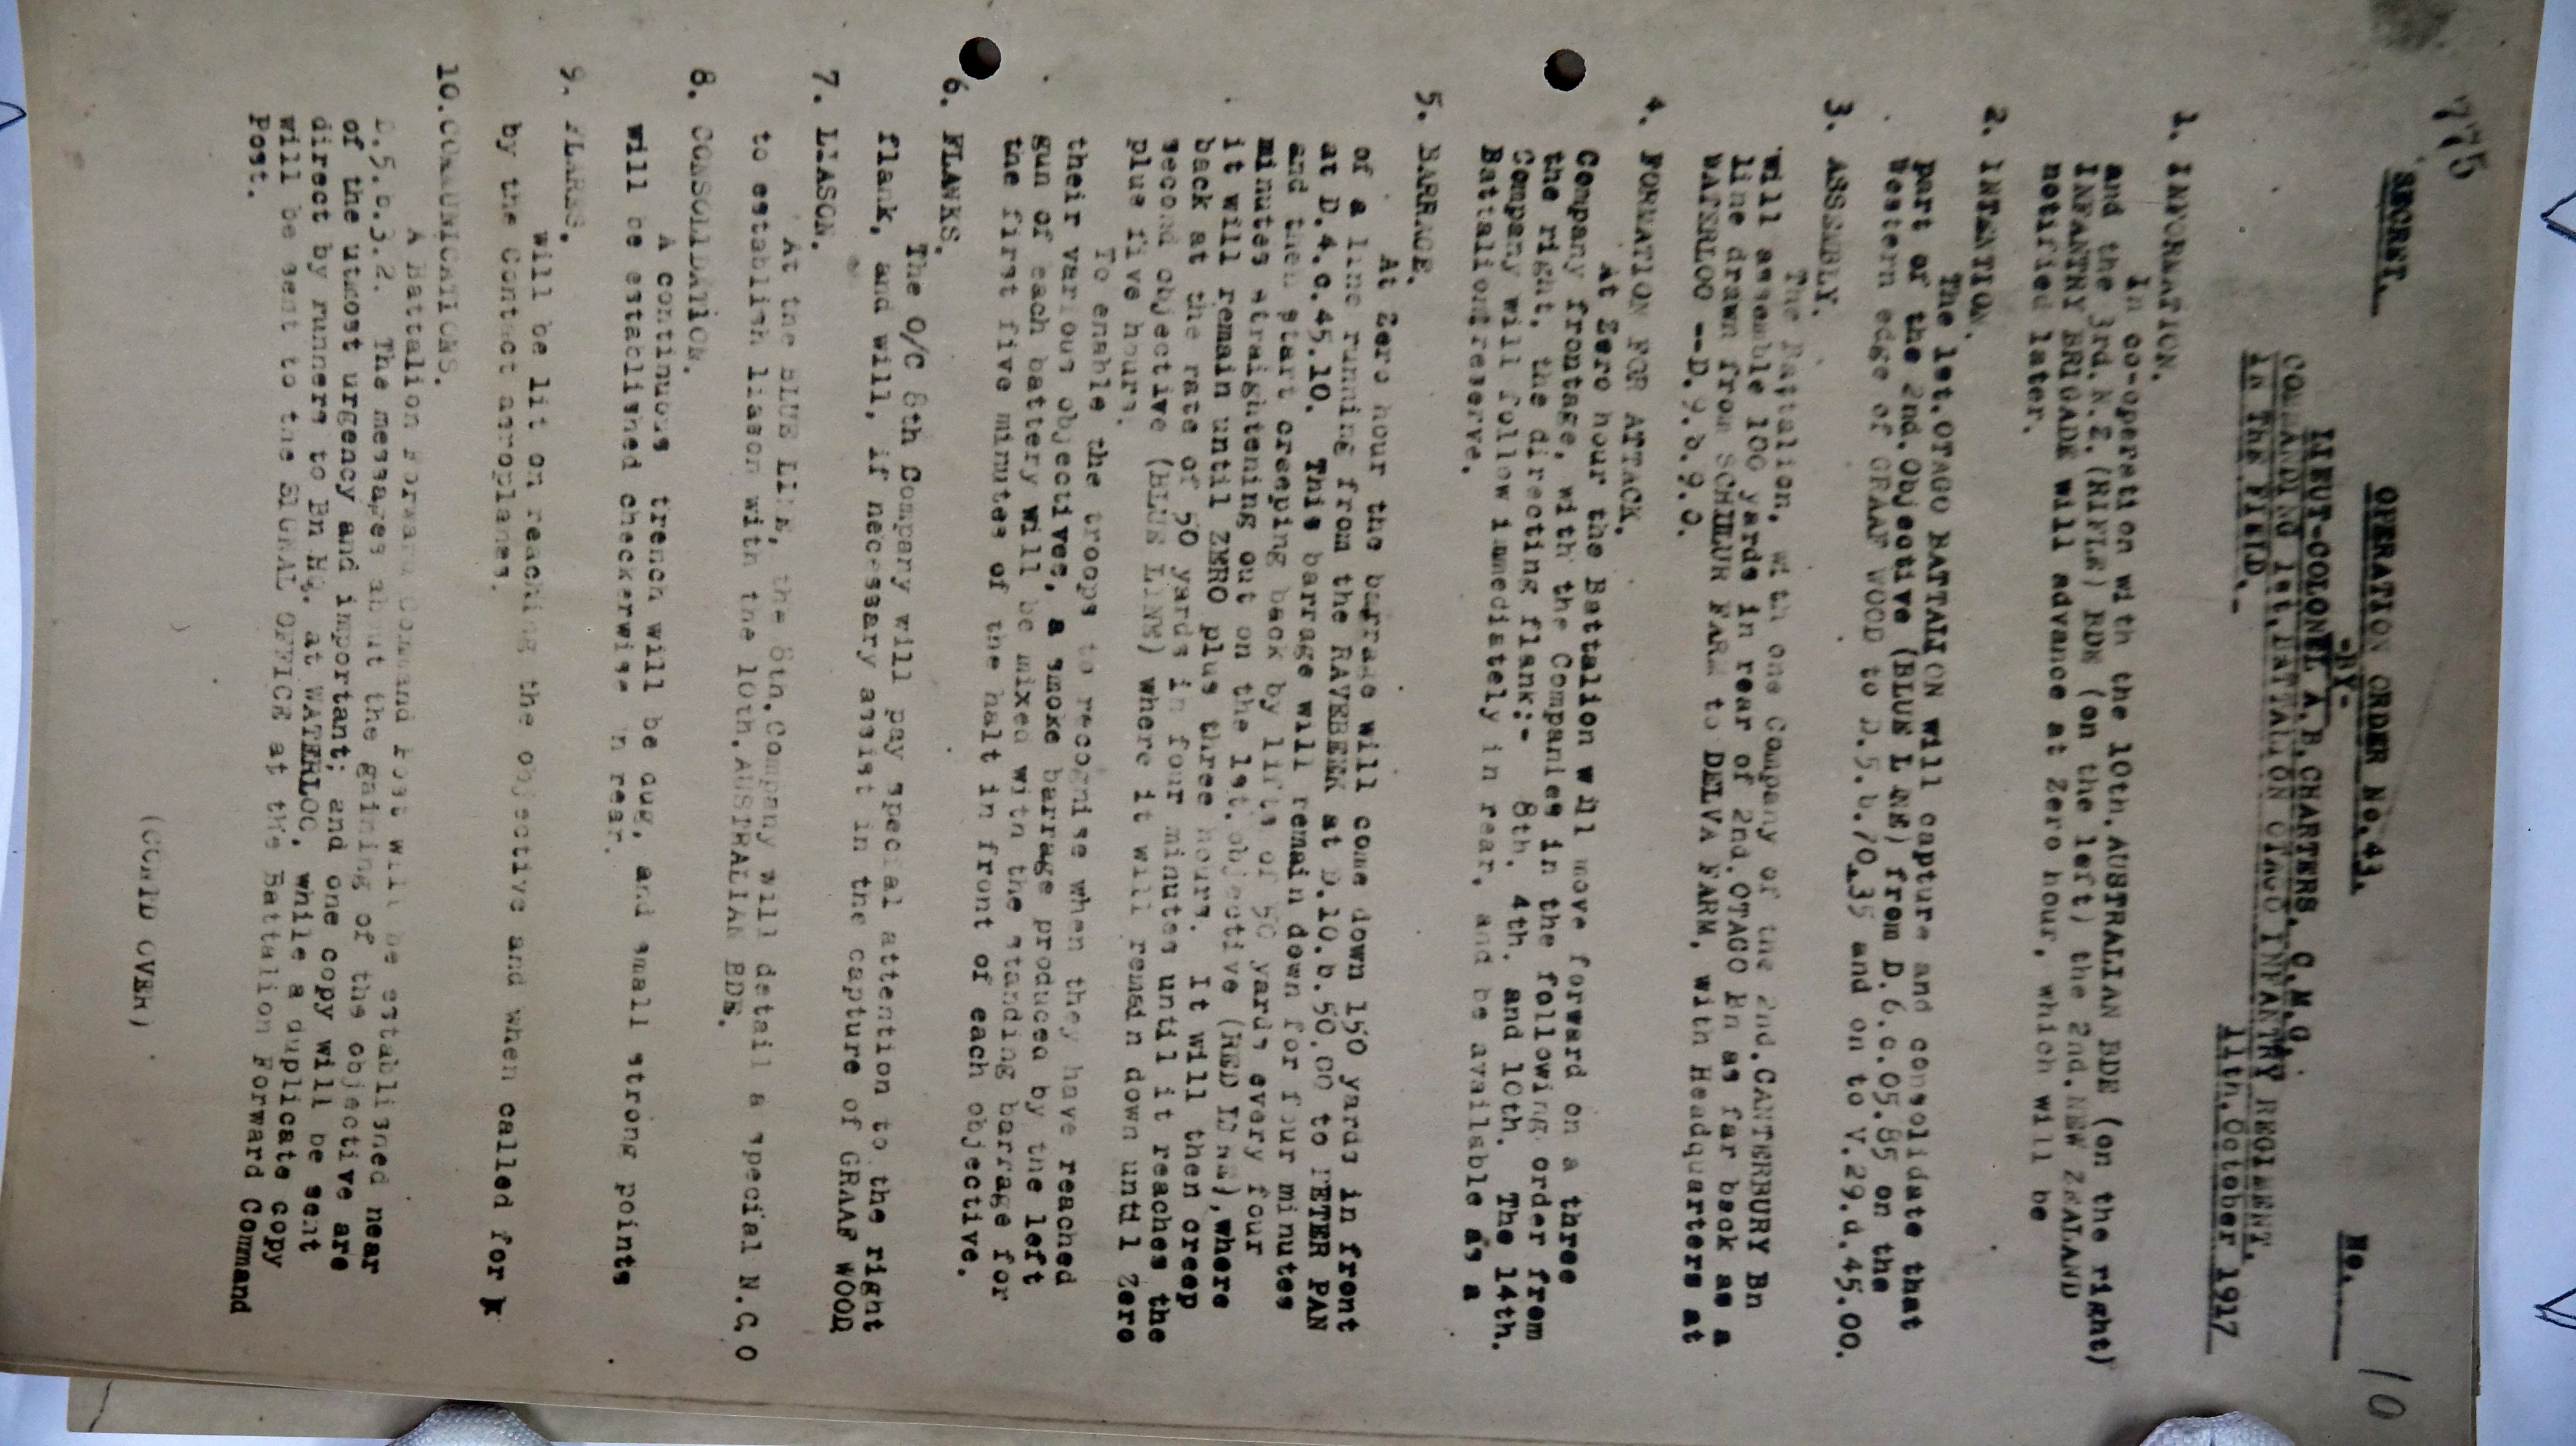 775
10
SECRET.
OPERATION ORDER No.43.
No.
-BY-
LIEUT-COLONEL A.B.CHARTERS, C.M.G.
COMMANDING 1st.BATTALION OTAGO INFANTRY REGIMENT.
IN THE FIELD.-
11th.October 1917
1. INFORMATION.
In co-operation with the 10th.AUSTRALIAN BDE (on the right)
and the 3rd.N.Z.(RIFLE) BDE (on the left) the 2nd.NEW ZEALAND
INFANTRY BRIGADE will advance at Zero hour, which will be
notified later.
2. INTENTION.
The 1st.OTAGO BATTALION will capture and consolidate that
part of the 2nd.Objective (BLUE LINE) from D.6.c.05.85 on the
Western edge of GRAAF WOOD to D.5.b.70.35 and on to V.29.d.45.00.
3. ASSEMBLY.
The Battalion, with one Company of the 2nd.CANTERBURY Bn
will assemble 100 yards in rear of 2nd.OTAGO Bn as far back as a
line drawn from SCHILUR FARM to DELVA FARM, with Headquarters at
WATERLOO --D.9.b.9.0.
4. FORMATION FOR ATTACK.
At Zero hour the Battalion will move forward on a three
Company frontage, with the Companies in the following order from
the right, the directing flank:- 8th. 4th. and 10th. The 14th.
Company will follow immediately in rear, and be available as a
Battalion reserve.
5. BARRAGE.
At Zero hour the barrage will come down 150 yards in front
of a line running from the RAVEBEEK at D.10.b.50.00 to PETER PAN
at D.4.c.45.10. This barrage will remain down for four minutes
and then start creeping back by lifts of 50 yards every four
minutes straightening out on the 1st.objective (RED LINE), where
it will remain until ZERO plus three hours. It will then creep
back at the rate of 50 yards in four minutes until it reaches the
second objective (BLUE LINE) where it will remain down until Zero
plus five hours.
To enable the troops to recognise when they have reached
their various objectives, a smoke barrage produced by the left
gun of each battery will be mixed with the standing barrage for
the first five minutes of the halt in front of each objective.
6. FLANKS.
The O/C 8th Company will pay special attention to the right
flank, and will, if necessary assist in the capture of GRAAF WOOD
7. LIASON.
At the BLUE LINE, the 8th.Company will detail a special N.C.O
to establish liason with the 10th.AUSTRALIAN BDE.
8. CONSOLIDATION.
A continuous trench will be dug, and small strong points
will be established checkerwise in rear.
9. FLARES.
Will be lit on reaching the objective and when called for
by the Contact aeroplanes.
10.COMMUNICATIONS.
A Battalion Forward Command Post will be established near
D.5.b.3.2. The messages about the gaining of the objective are
of the utmost urgency and important; and one copy will be sent
direct by runners to Bn HQ. at WATERLOO, while a duplicate copy
will be sent to the SIGNAL OFFICE at the Battalion Forward Command
Post.
(CONTD OVER)